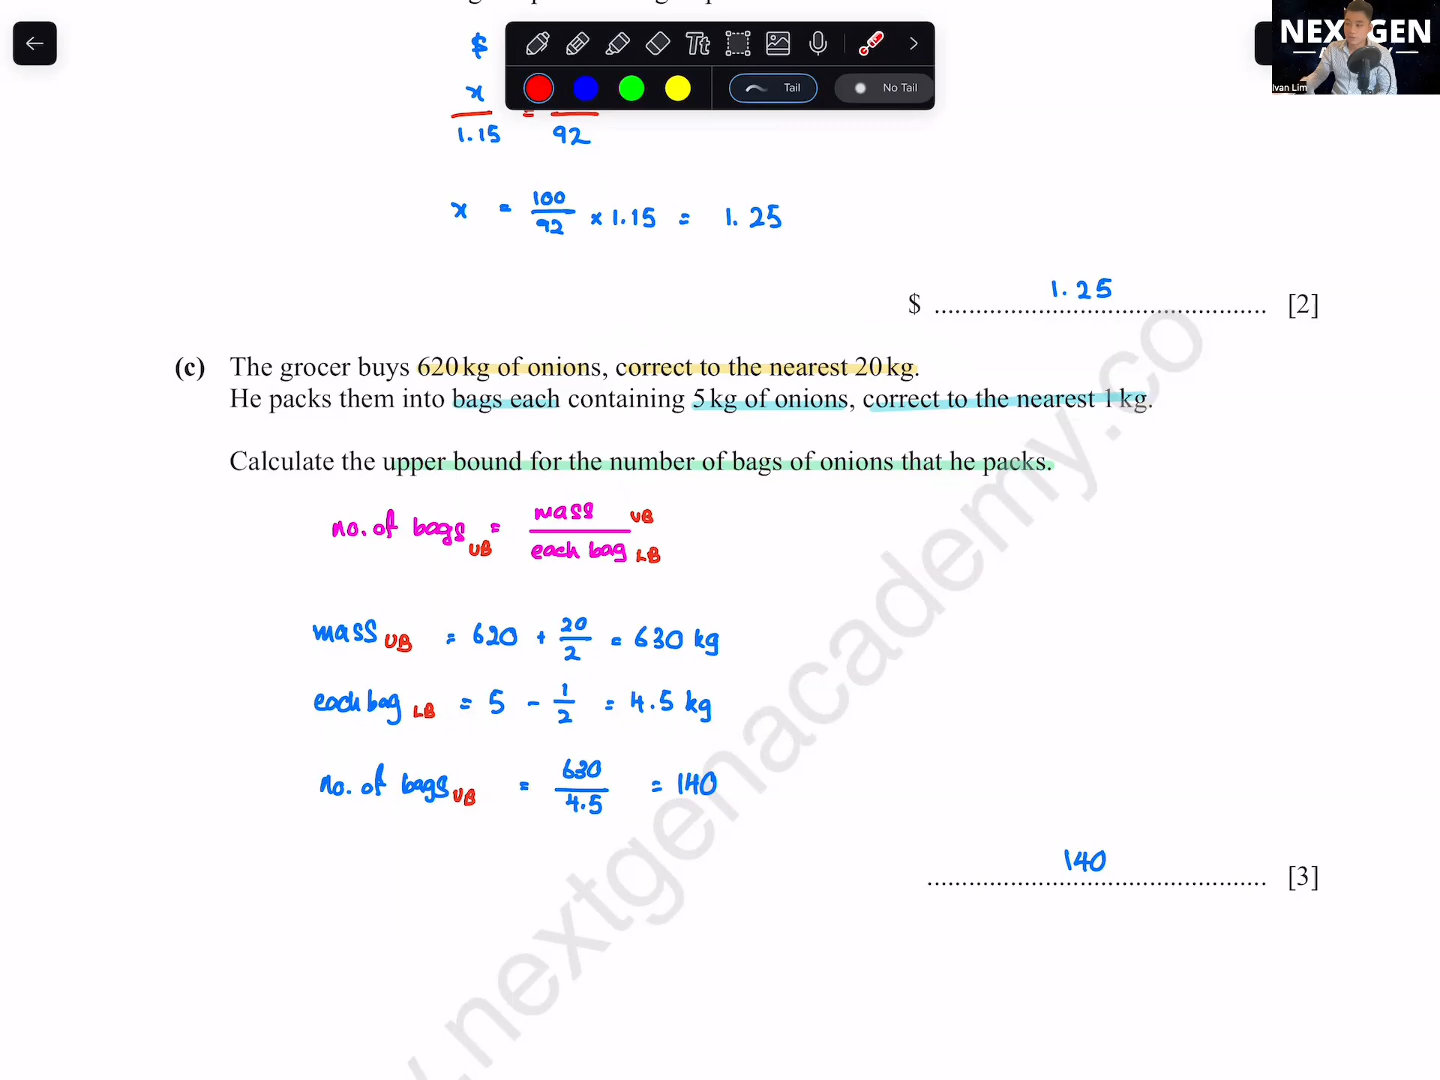 $
Tt
Tail
No Tail
NEXTGEN
Ivan Lim
x
1.15 = 92
x = 100/92 × 1.15 = 1.25
$ 1.25 [2]
(c) The grocer buys 620 kg of onions, correct to the nearest 20 kg.
He packs them into bags each containing 5 kg of onions, correct to the nearest 1 kg.
Calculate the upper bound for the number of bags of onions that he packs.
no. of bags UB = mass UB / each bag LB
mass UB = 620 + 20/2 = 630 kg
each bag LB = 5 - 1/2 = 4.5 kg
no. of bags UB = 630/4.5 = 140
140 [3]
.nextgenacademy.co